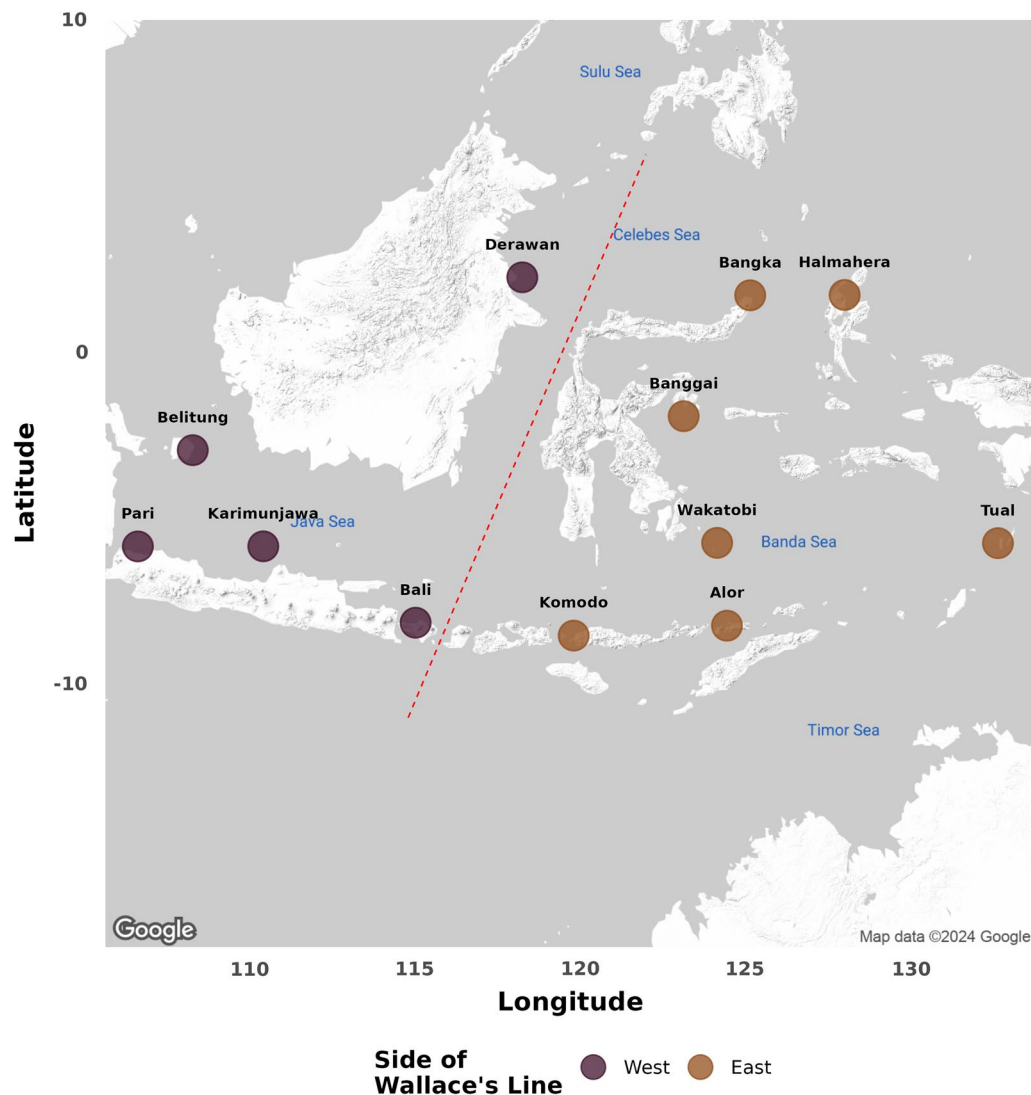 10
Sulu Sea
Derawan
Celebes Sea
Bangka
Halmahera
0
Banggai
Belitung
Latitude
Pari
Karimunjawa
Java Sea
Wakatobi
Banda Sea
Tual
Bali
Komodo
Alor
-10
Timor Sea
Google
Map data ©2024 Google
110
115
120
125
130
Longitude
Side of
Wallace's Line
West
East